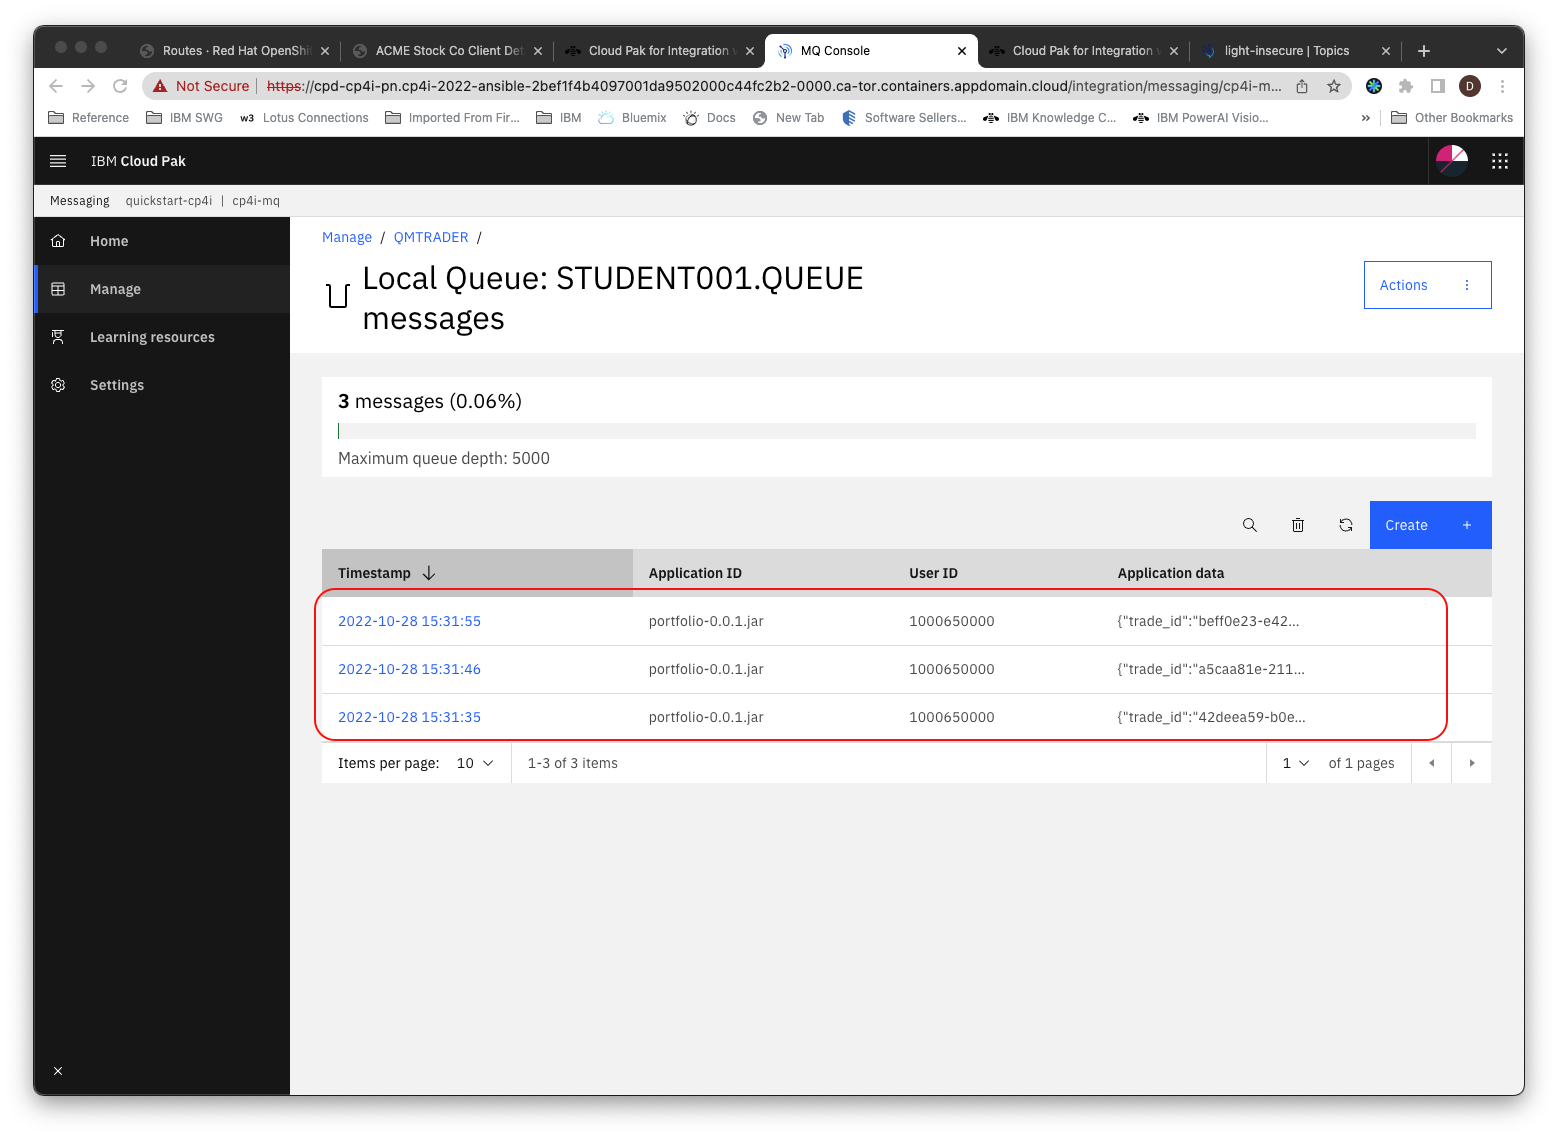 Routes · Red Hat OpenShi
ACME Stock Co Client De
Cloud Pak for Integration
MQ Console
Cloud Pak for Integration
light-insecure | Topics
Not Secure
https://cpd-cp4i-pn.cp4i-2022-ansible-2bef1f4b4097001da9502000c44fc2b2-0000.ca-tor.containers.appdomain.cloud/integration/messaging/cp4i-m...
D
Reference
IBM SWG
w3 Lotus Connections
Imported From Fir...
IBM
Bluemix
Docs
New Tab
Software Sellers...
IBM Knowledge C...
IBM PowerAI Visio...
»
Other Bookmarks
IBM Cloud Pak
Messaging quickstart-cp4i | cp4i-mq
Home
Manage
Learning resources
Settings
Manage / QMTRADER /
Local Queue: STUDENT001.QUEUE
messages
Actions
3 messages (0.06%)
Maximum queue depth: 5000
Create +
Timestamp Application ID User ID Application data
2022-10-28 15:31:55 portfolio-0.0.1.jar 1000650000 {"trade_id":"beff0e23-e42...
2022-10-28 15:31:46 portfolio-0.0.1.jar 1000650000 {"trade_id":"a5caa81e-211...
2022-10-28 15:31:35 portfolio-0.0.1.jar 1000650000 {"trade_id":"42deea59-b0e...
Items per page: 10 1-3 of 3 items 1 of 1 pages